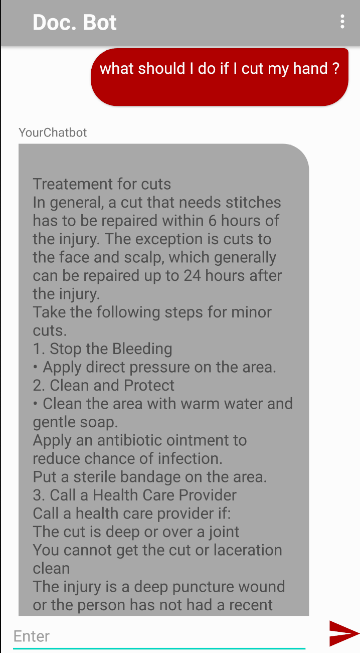 Doc. Bot
what should I do if I cut my hand ?
YourChatbot
Treatement for cuts
In general, a cut that needs stitches
has to be repaired within 6 hours of
the injury. The exception is cuts to
the face and scalp, which generally
can be repaired up to 24 hours after
the injury.
Take the following steps for minor
cuts.
1. Stop the Bleeding
• Apply direct pressure on the area.
2. Clean and Protect
• Clean the area with warm water and
gentle soap.
Apply an antibiotic ointment to
reduce chance of infection.
Put a sterile bandage on the area.
3. Call a Health Care Provider
Call a health care provider if:
The cut is deep or over a joint
You cannot get the cut or laceration
clean
The injury is a deep puncture wound
or the person has not had a recent
Enter